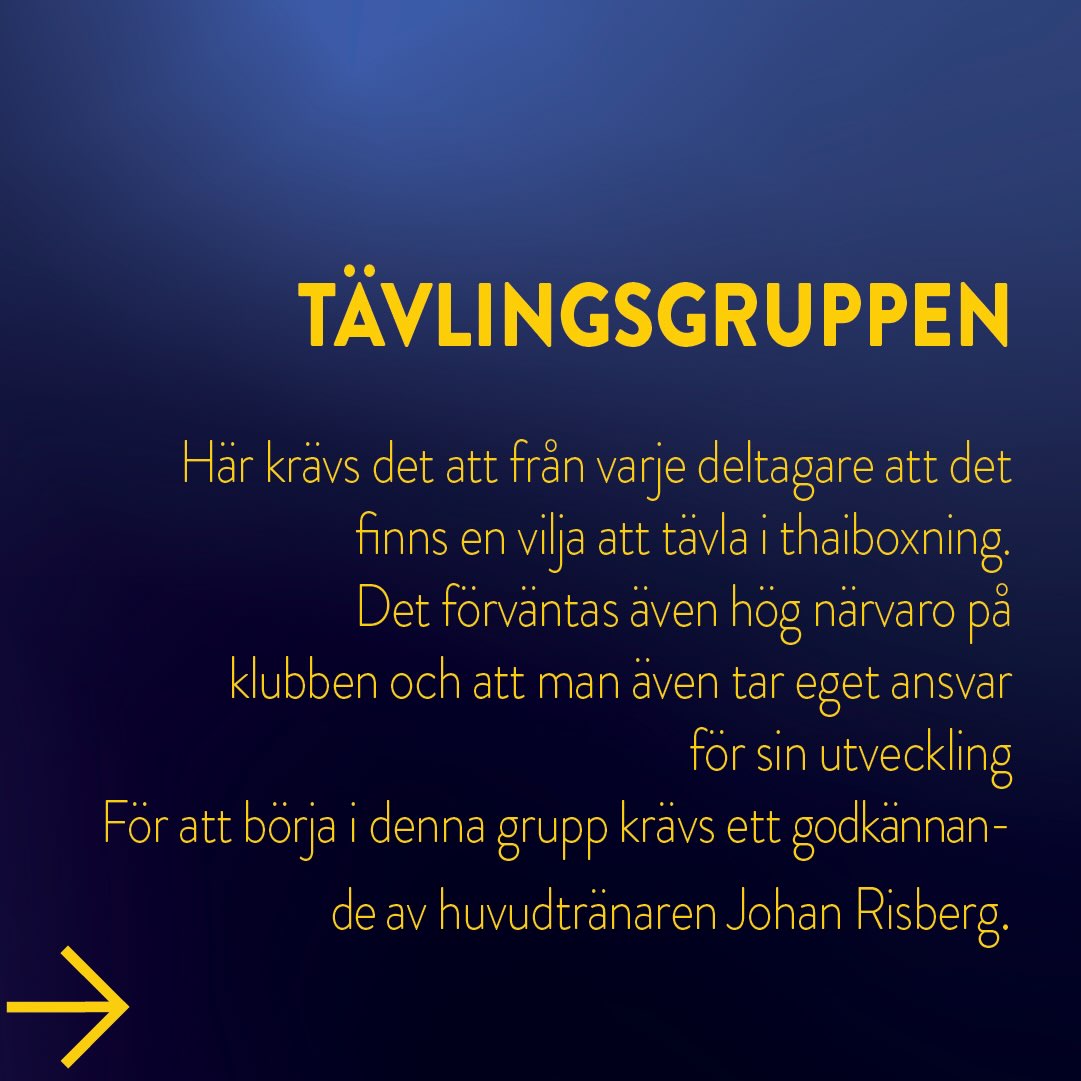 TÄVLINGSGRUPPEN
Här krävs det att från varje deltagare att det
finns en vilja att tävla i thaiboxning.
Det förväntas även hög närvaro på
klubben och att man även tar eget ansvar
för sin utveckling
För att börja i denna grupp krävs ett godkännan-
de av huvudtränaren Johan Risberg.